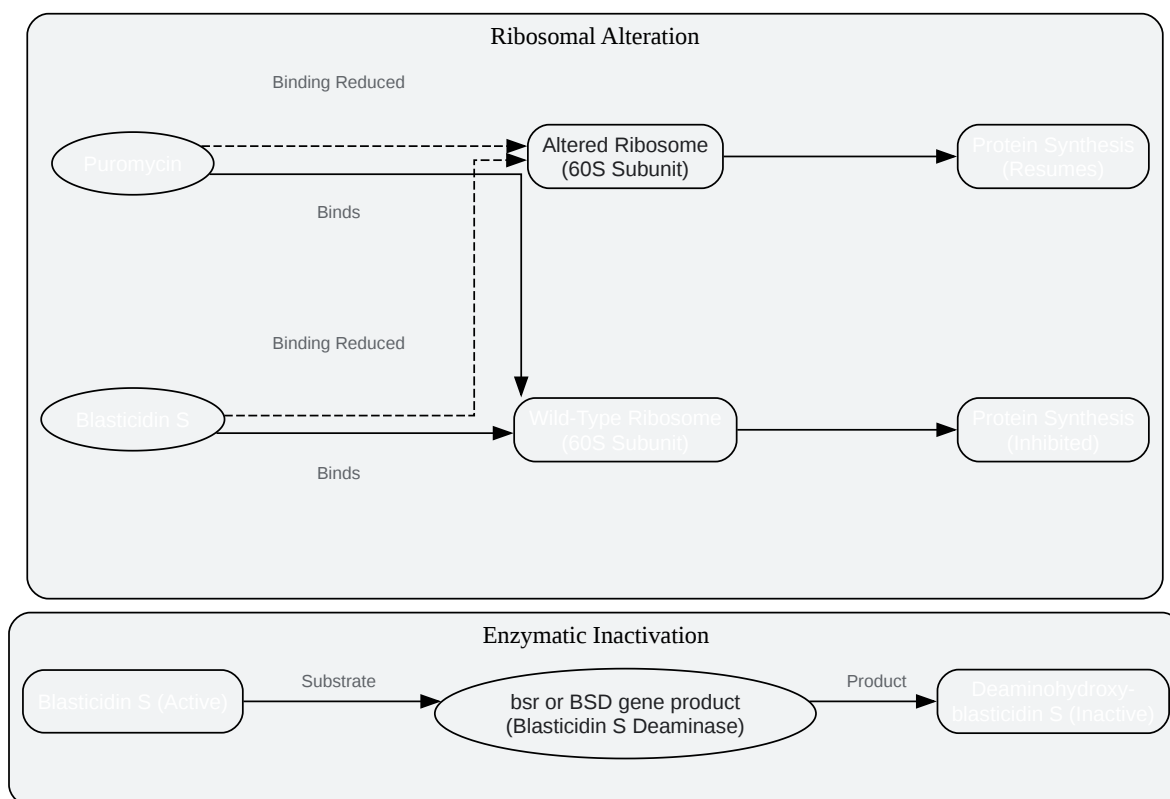 Ribosomal Alteration
Binding Reduced
Puromycin
Altered Ribosome
(60S Subunit)
Protein Synthesis
(Resumes)
Binds
Binding Reduced
Blasticidin S
Wild-Type Ribosome
(60S Subunit)
Protein Synthesis
(Inhibited)
Binds
Enzymatic Inactivation
Blasticidin S (Active)
Substrate
bsr or BSD gene product
(Blasticidin S Deaminase)
Product
Deaminohydroxy-
blasticidin S (Inactive)